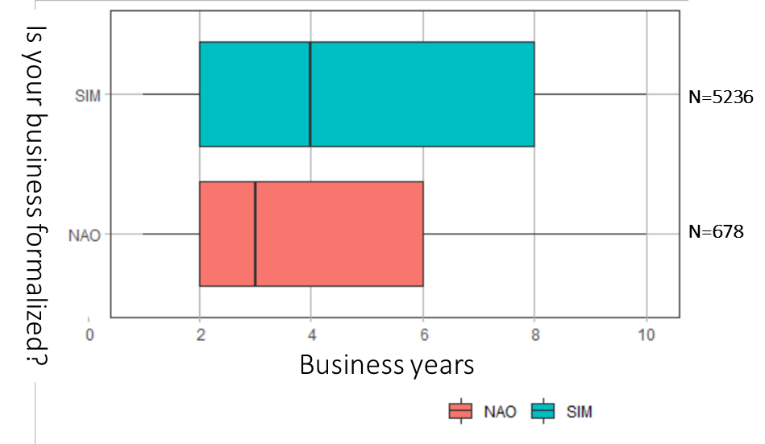 Is your business formalized?
SIM
N=5236
NAO
N=678
0 2 4 6 8 10
Business years
NAO SIM